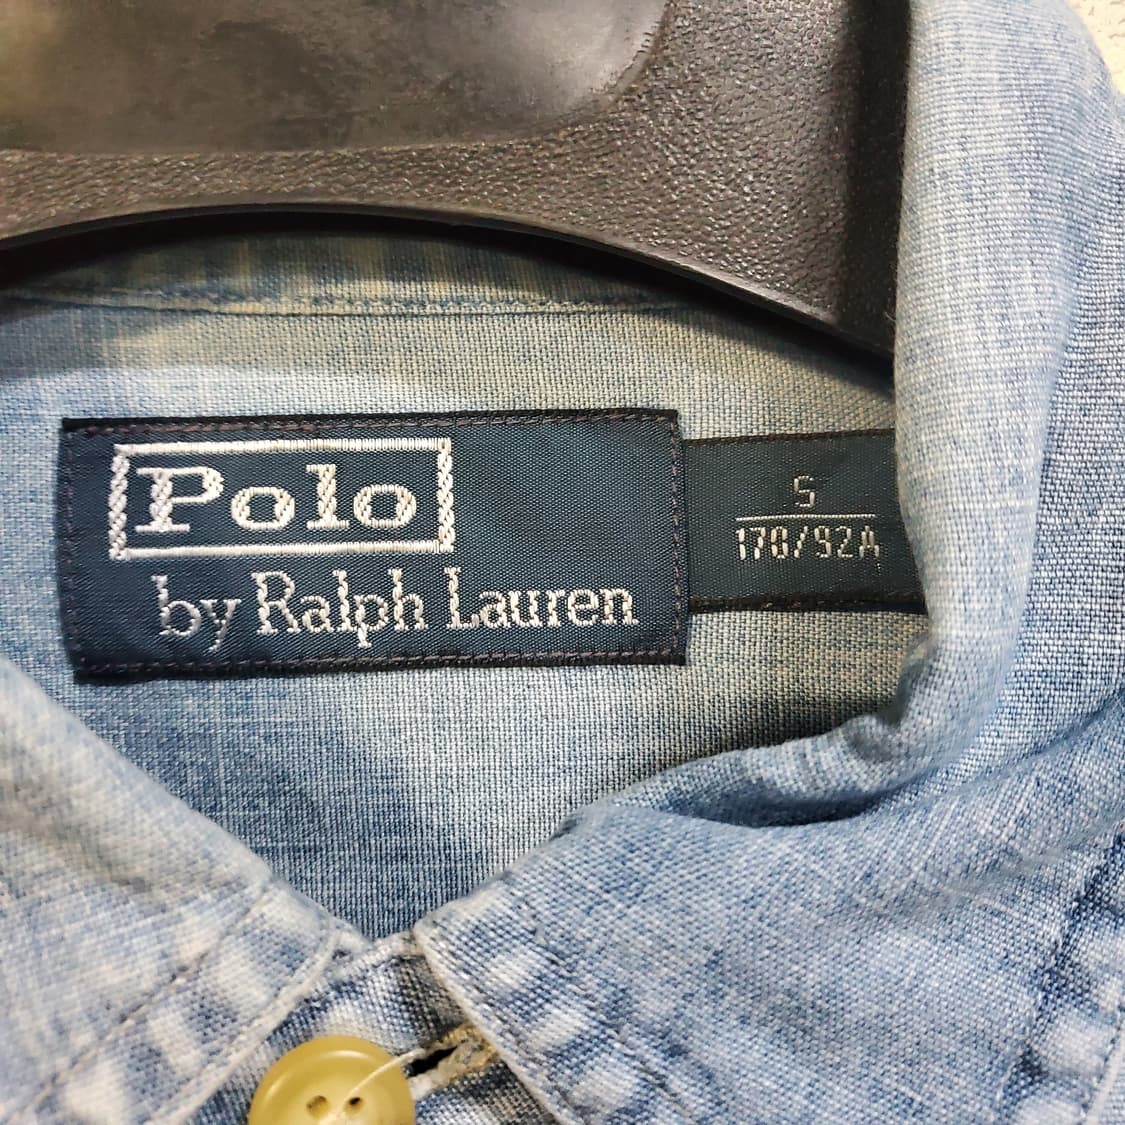 Polo
by Ralph Lauren
S
170/92A